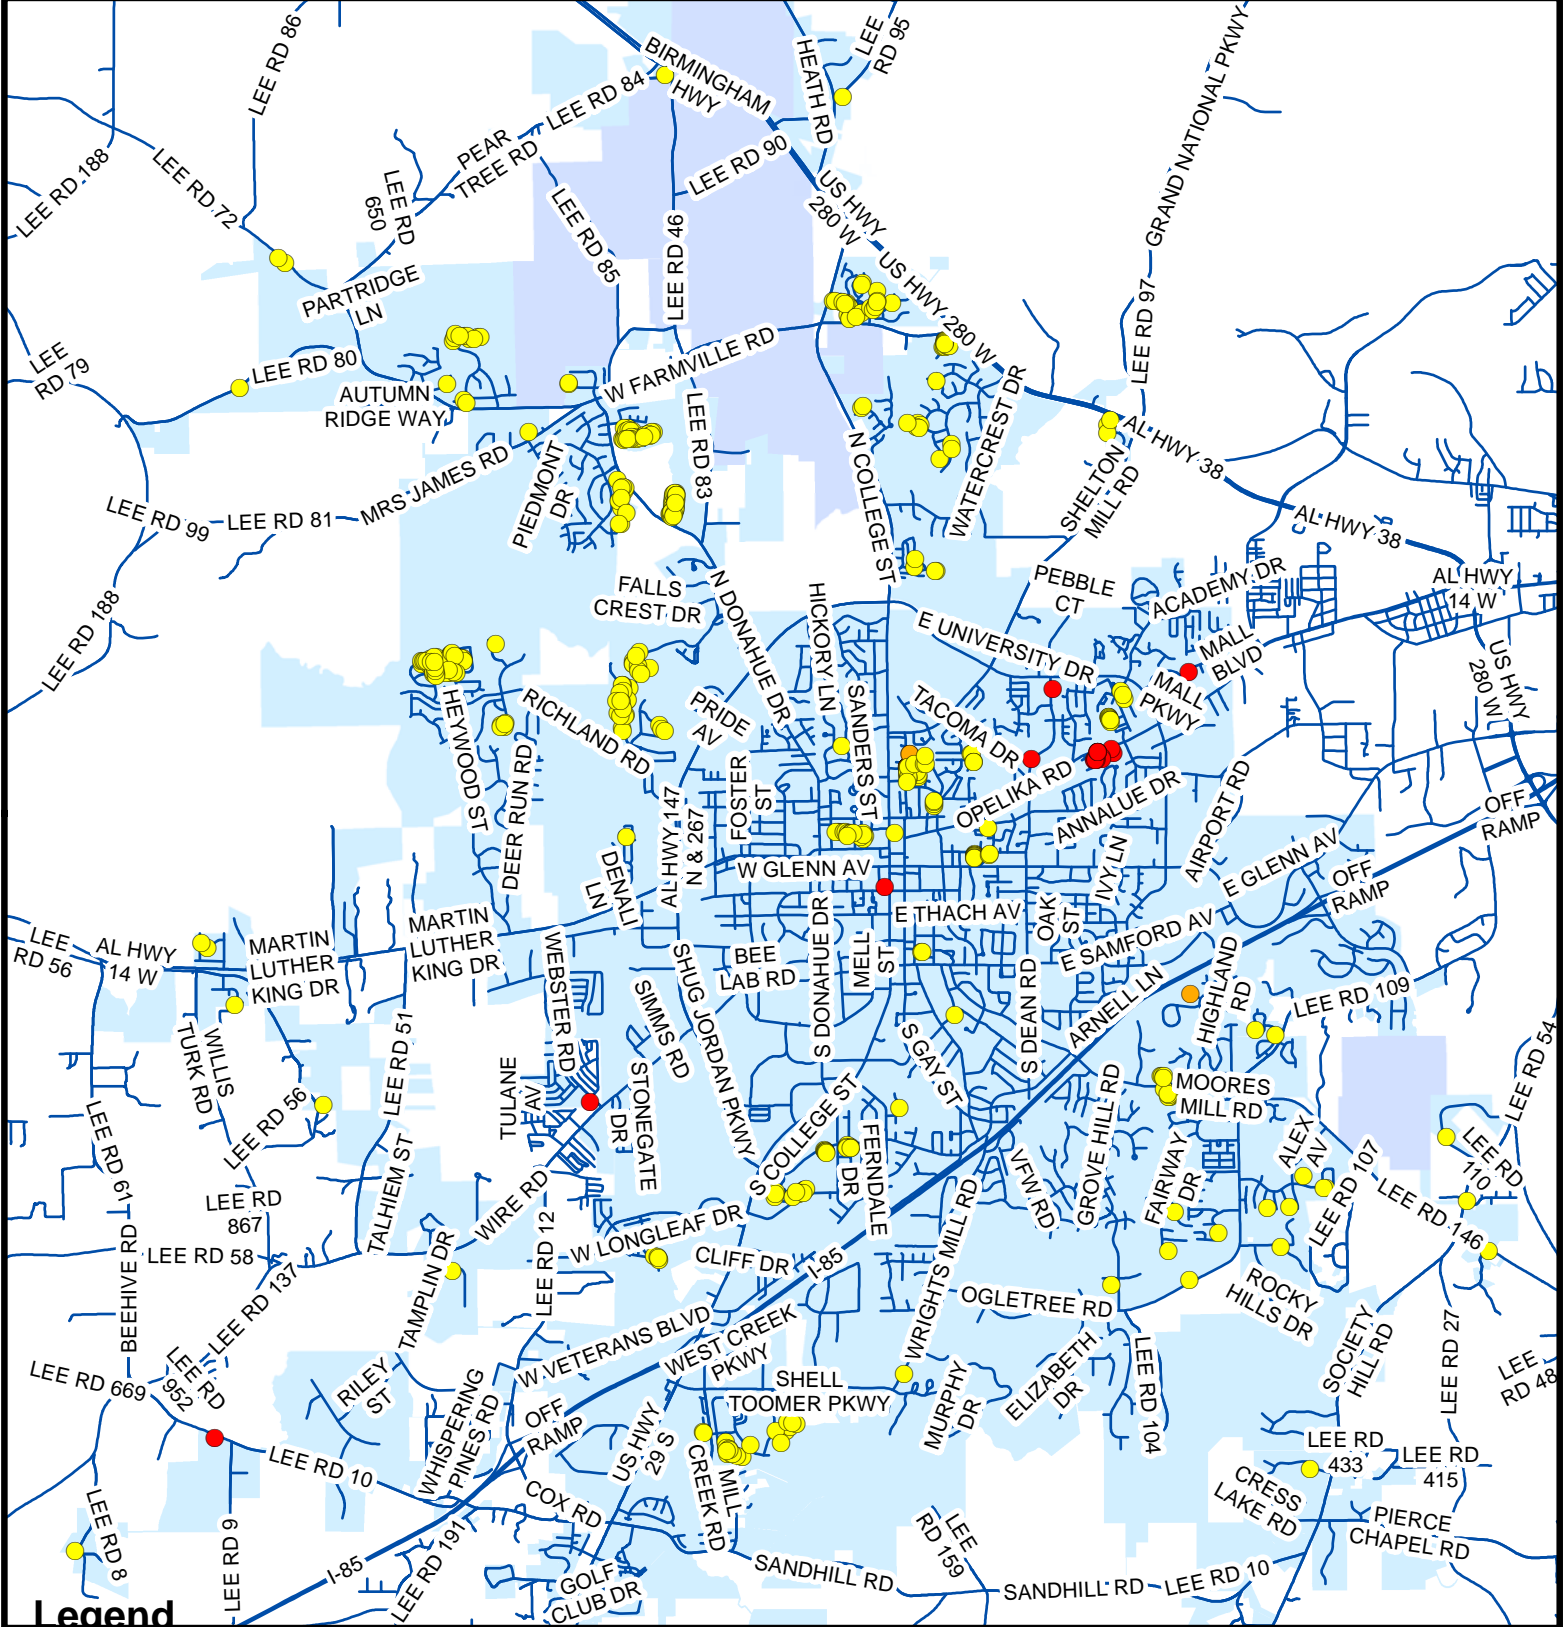 LEE RD 86
BIRMINGHAM
HWY
HEATH RD
LEE
RD 95
GRAND NATIONAL PKWY
LEE RD 84
PEAR
TREE RD
LEE RD 90
LEE RD 188
LEE RD 72
LEE RD
650
LEE RD 85
LEE RD 46
US HWY
280 W
US HWY 280 W
LEE RD 97
PARTRIDGE
LN
LEE
RD 79
LEE RD 80
AUTUMN
RIDGE WAY
W FARMVILLE RD
LEE RD 83
N COLLEGE ST
WATERCREST DR
SHELTON
MILL RD
AL HWY 38
AL HWY 38
LEE RD 99
LEE RD 81
MRS JAMES RD
PIEDMONT
DR
FALLS
CREST DR
N DONAHUE DR
HICKORY LN
PEBBLE
CT
ACADEMY DR
AL HWY
14 W
LEE RD 188
E UNIVERSITY DR
MALL
BLVD
MALL
PKWY
US HWY
280 W
HEYWOOD ST
RICHLAND RD
PRIDE
AV
SANDERS ST
TACOMA DR
DEER RUN RD
AL HWY 147
N & 267
FOSTER
ST
OPELIKA RD
ANNALUE DR
AIRPORT RD
OFF
RAMP
DENALI
LN
W GLENN AV
IVY LN
E GLENN AV
OFF
RAMP
LEE
RD 56
AL HWY
14 W
MARTIN
LUTHER
KING DR
MARTIN
LUTHER
KING DR
E THACH AV
OAK
ST
E SAMFORD AV
WEBSTER RD
SIMMS RD
SHUG JORDAN PKWY
BEE
LAB RD
S DONAHUE DR
MELL
ST
S DEAN RD
ARNELL LN
HIGHLAND
RD
LEE RD 109
WILLIS
TURK RD
LEE RD 51
TULANE
AV
STONEGATE
DR
S GAY ST
LEE RD 54
LEE RD 61
LEE RD 56
S COLLEGE ST
GROVE HILL RD
MOORES
MILL RD
ALEX
AV
LEE RD
110
LEE RD
867
TALHIEM ST
WIRE RD
FERNDALE
DR
VFW RD
FAIRWAY
DR
LEE RD 107
LEE RD 146
BEEHIVE RD
LEE RD 58
LEE RD 137
TAMPLIN DR
LEE RD 12
W LONGLEAF DR
CLIFF DR
I-85
WRIGHTS MILL RD
OGLETREE RD
ROCKY
HILLS DR
SOCIETY
HILL RD
LEE RD 27
LEE RD 669
LEE RD
952
RILEY
ST
W VETERANS BLVD
WEST CREEK
PKWY
SHELL
TOOMER PKWY
MURPHY
DR
ELIZABETH
DR
LEE RD 104
LEE
RD 48
WHISPERING
PINES RD
OFF
RAMP
US HWY
29 S
LEE RD
433
LEE RD
415
LEE RD 10
COX RD
MILL
CREEK RD
CRESS
LAKE RD
PIERCE
CHAPEL RD
LEE RD 8
LEE RD 9
I-85
LEE RD 191
GOLF
CLUB DR
SANDHILL RD
LEE
RD 159
SANDHILL RD
LEE RD 10
Legend